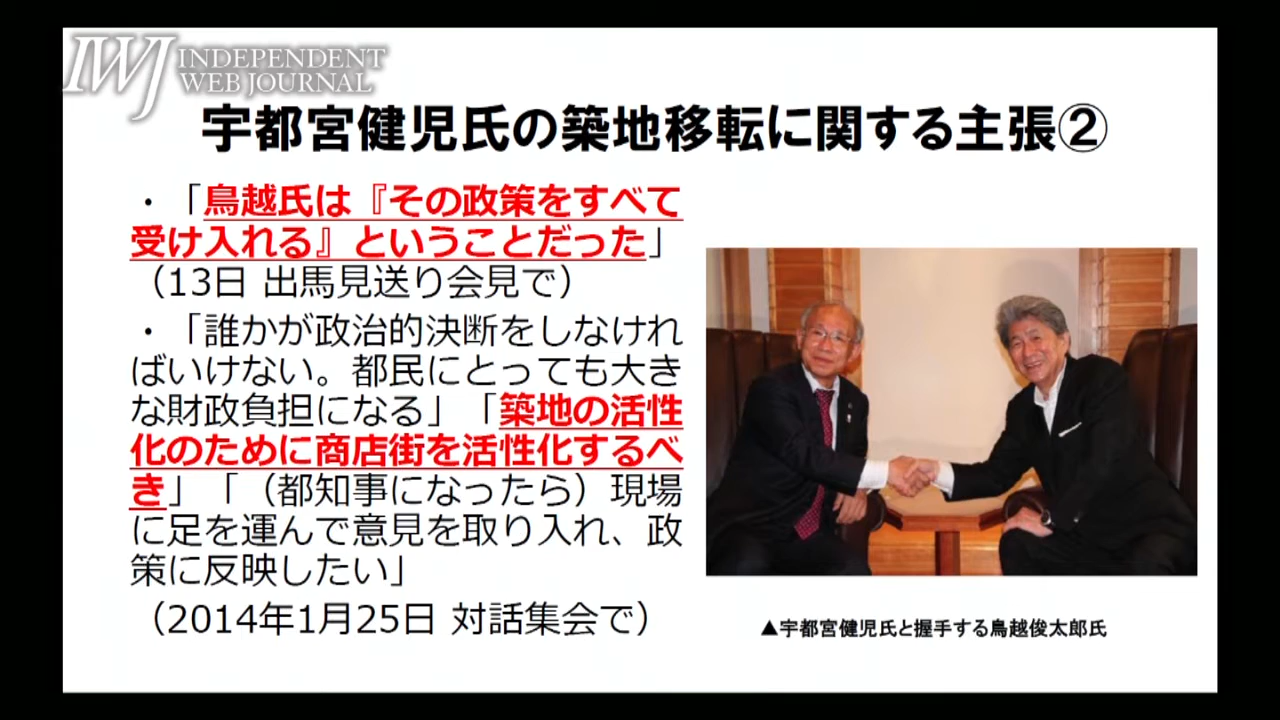 IWJ INDEPENDENT
WEB JOURNAL
宇都宮健児氏の築地移転に関する主張②
・「鳥越氏は『その政策をすべて
受け入れる』ということだった」
（13日 出馬見送り会見で）
・「誰かが政治的決断をしなけれ
ばいけない。都民にとっても大き
な財政負担になる」「築地の活性
化のために商店街を活性化するべ
き」「（都知事になったら）現場
に足を運んで意見を取り入れ、政
策に反映したい」
（2014年1月25日 対話集会で）
▲宇都宮健児氏と握手する鳥越俊太郎氏